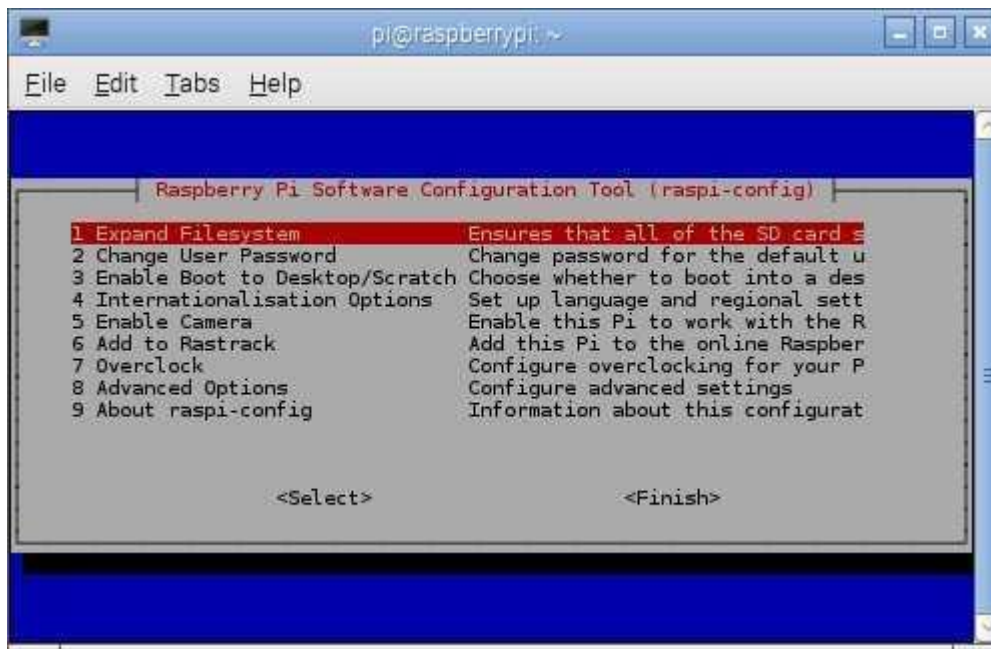 pi@raspberrypi: ~
File Edit Tabs Help
Raspberry Pi Software Configuration Tool (raspi-config)
1 Expand Filesystem Ensures that all of the SD card s
2 Change User Password Change password for the default u
3 Enable Boot to Desktop/Scratch Choose whether to boot into a des
4 Internationalisation Options Set up language and regional sett
5 Enable Camera Enable this Pi to work with the R
6 Add to Rastrack Add this Pi to the online Raspber
7 Overclock Configure overclocking for your P
8 Advanced Options Configure advanced settings
9 About raspi-config Information about this configurat
<Select> <Finish>